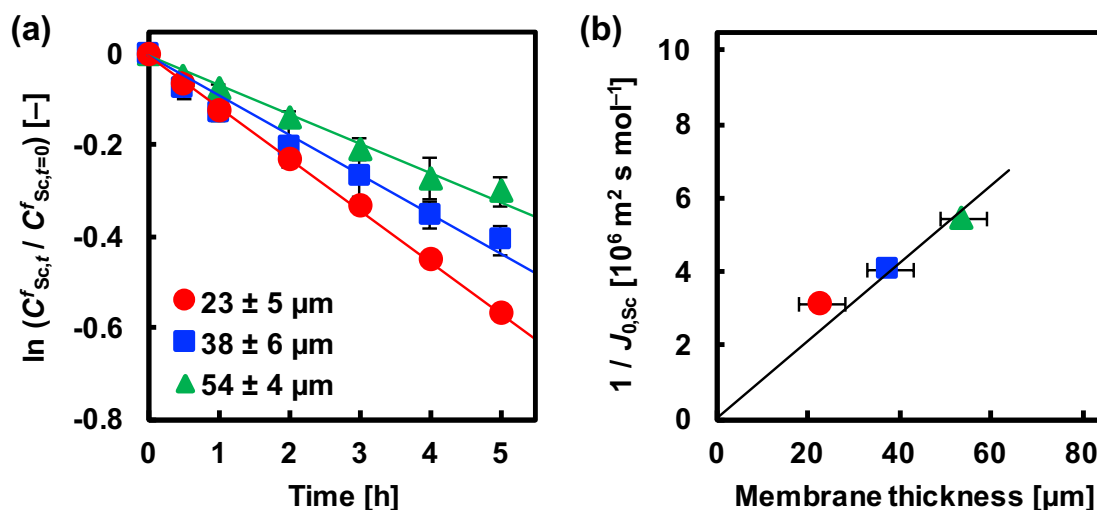 (a)
ln (C^f_Sc,t / C^f_Sc,t=0) [–]
0
-0.2
-0.4
-0.6
-0.8
23 ± 5 µm
38 ± 6 µm
54 ± 4 µm
0 1 2 3 4 5
Time [h]
(b)
1 / J_0,Sc [10^6 m^2 s mol^–1]
10
8
6
4
2
0
0 20 40 60 80
Membrane thickness [µm]